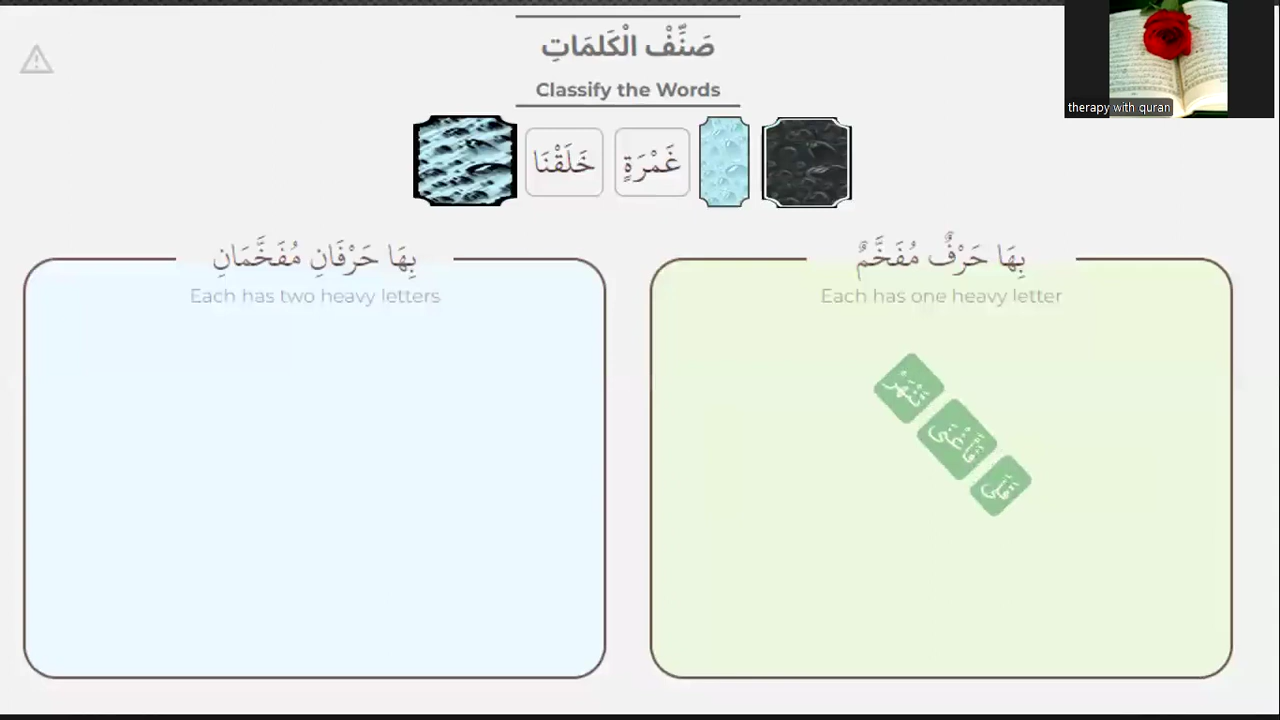 صَنِّفْ الْكَلمَاتِ
Classify the Words
therapy with quran
غَمْرَةٍ
خَلَقْنَا
بِهَا حَرْفٌ مُفَخَّمٌ
Each has one heavy letter
تَنْهَرْ
بِهَا حَرْفَانِ مُفَخَّمَانِ
Each has two heavy letters